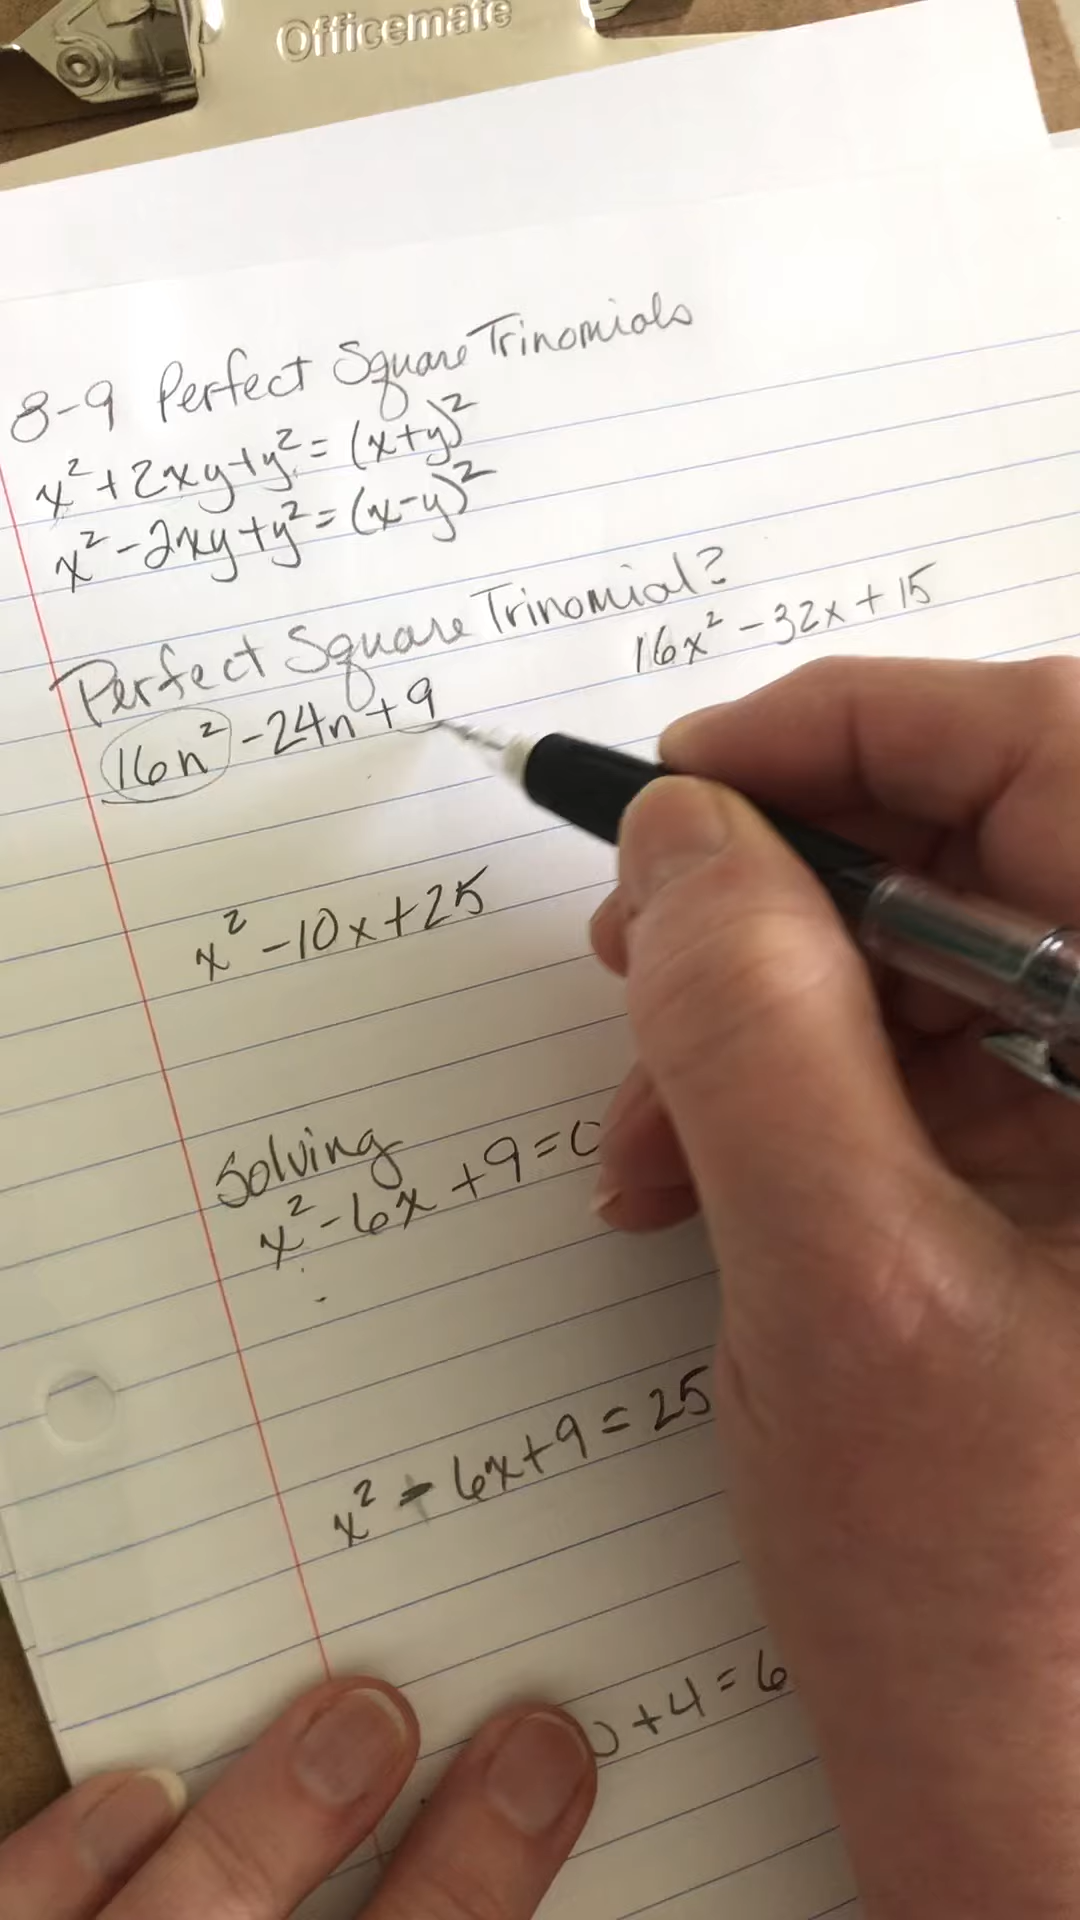 Officemate
8-9 Perfect Square Trinomials
x²+2xy+y²=(x+y)²
x²-2xy+y²=(x-y)²
Perfect Square Trinomial?
16n²-24n+9
16x²-32x+15
x²-10x+25
Solving
x²-6x+9=0
x²-6x+9=25
+4=6